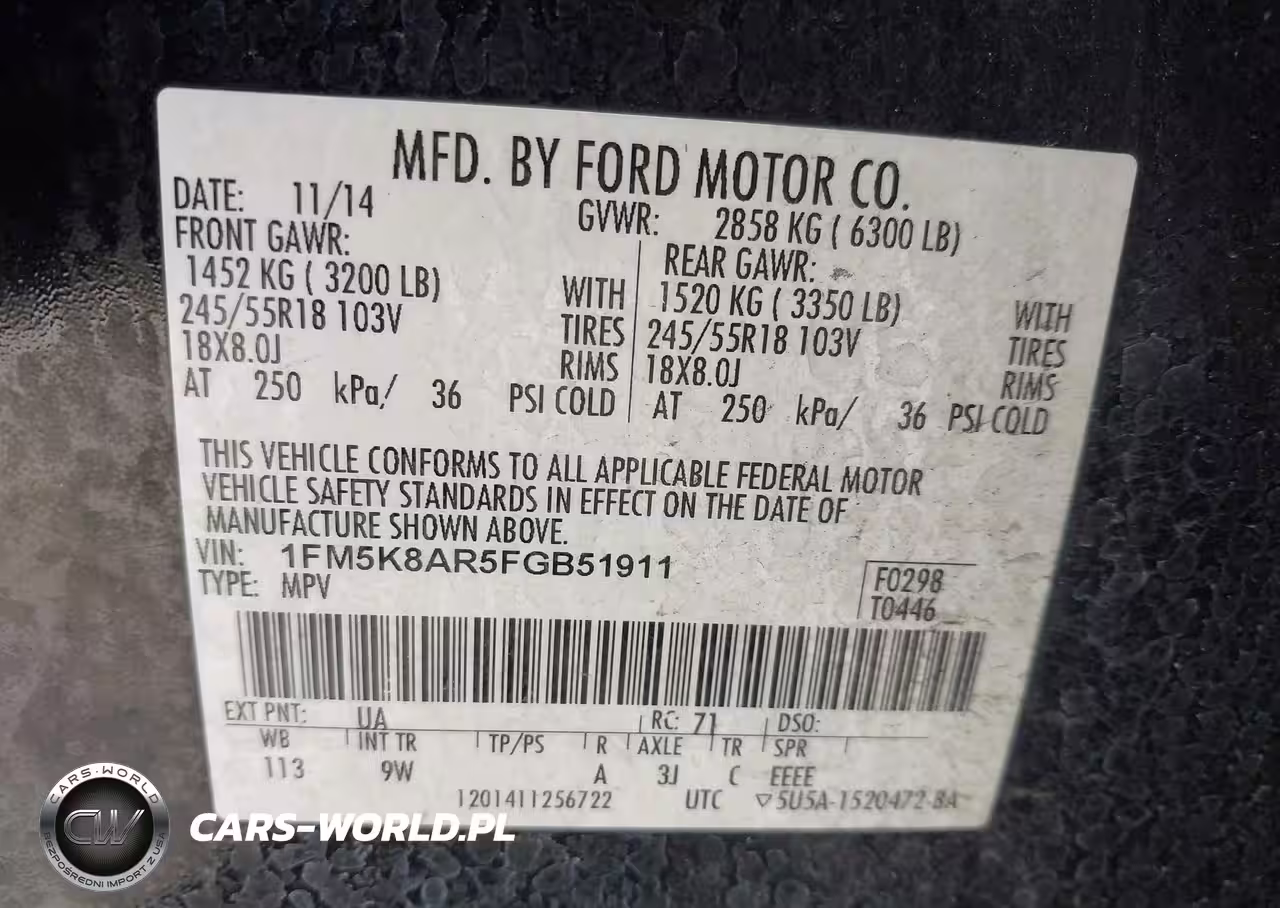 MFD. BY FORD MOTOR CO.
DATE: 11/14 GVWR: 2858 KG ( 6300 LB)
FRONT GAWR: REAR GAWR:
1452 KG ( 3200 LB) WITH 1520 KG ( 3350 LB) WITH
245/55R18 103V TIRES 245/55R18 103V TIRES
18X8.0J RIMS 18X8.0J RIMS
AT 250 kPa/ 36 PSI COLD AT 250 kPa/ 36 PSI COLD
THIS VEHICLE CONFORMS TO ALL APPLICABLE FEDERAL MOTOR
VEHICLE SAFETY STANDARDS IN EFFECT ON THE DATE OF
MANUFACTURE SHOWN ABOVE.
VIN: 1FM5K8AR5FGB51911
TYPE: MPV F0298
T0446
EXT PNT: UA RC: 71 DSO:
WB INT TR TP/PS R AXLE TR SPR
113 9W A 3J C EEEE
1201411256722 UTC ▽5U5A-1520472-BA
CARS-WORLD
CW
BEZPOŚREDNI IMPORT Z USA
CARS-WORLD.PL